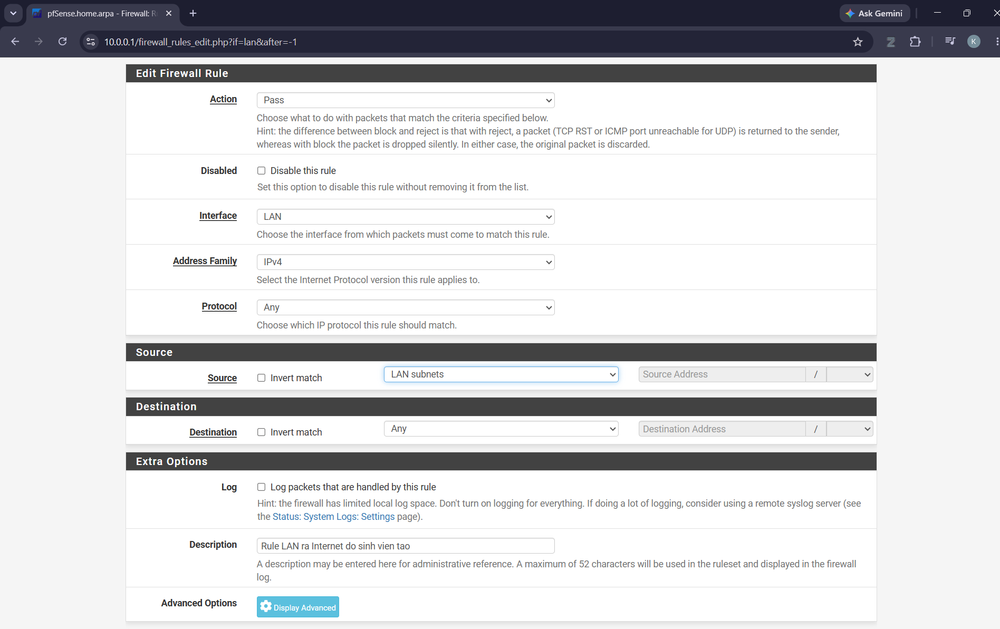 pfSense.home.arpa - Firewall: R
Ask Gemini
10.0.0.1/firewall_rules_edit.php?if=lan&after=-1
K
Edit Firewall Rule
Action
Pass
Choose what to do with packets that match the criteria specified below.
Hint: the difference between block and reject is that with reject, a packet (TCP RST or ICMP port unreachable for UDP) is returned to the sender,
whereas with block the packet is dropped silently. In either case, the original packet is discarded.
Disabled
Disable this rule
Set this option to disable this rule without removing it from the list.
Interface
LAN
Choose the interface from which packets must come to match this rule.
Address Family
IPv4
Select the Internet Protocol version this rule applies to.
Protocol
Any
Choose which IP protocol this rule should match.
Source
Source
Invert match
LAN subnets
Source Address
/
Destination
Destination
Invert match
Any
Destination Address
/
Extra Options
Log
Log packets that are handled by this rule
Hint: the firewall has limited local log space. Don't turn on logging for everything. If doing a lot of logging, consider using a remote syslog server (see
the Status: System Logs: Settings page).
Description
Rule LAN ra Internet do sinh vien tao
A description may be entered here for administrative reference. A maximum of 52 characters will be used in the ruleset and displayed in the firewall
log.
Advanced Options
Display Advanced